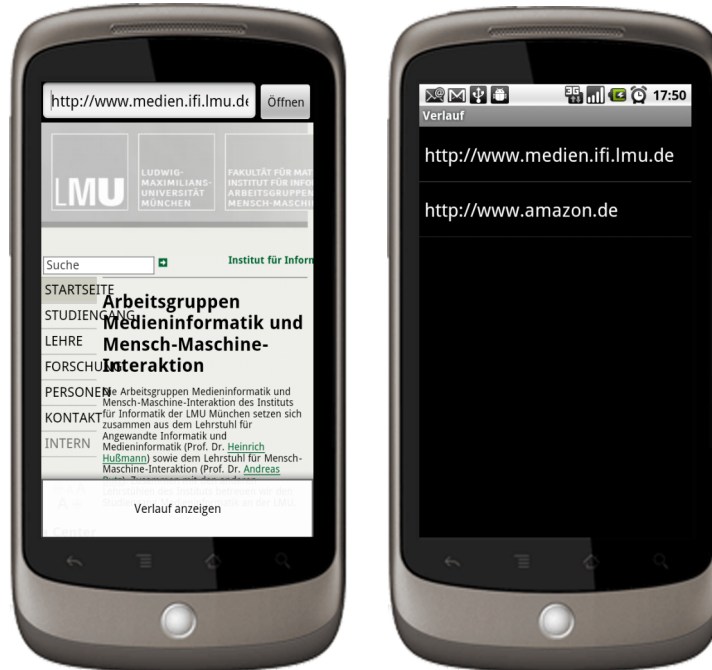 http://www.medien.ifi.lmu.de
Öffnen
LMU
LUDWIG-
MAXIMILIANS-
UNIVERSITÄT
MÜNCHEN
FAKULTÄT FÜR MAT
INSTITUT FÜR INFO
ARBEITSGRUPPEN
MENSCH-MASCHI
Suche
Institut für Inform
STARTSEITE
STUDIENGANG
LEHRE
FORSCHUNG
PERSONEN
KONTAKT
INTERN
Arbeitsgruppen
Medieninformatik und
Mensch-Maschine-
Interaktion
Die Arbeitsgruppen Medieninformatik und
Mensch-Maschine-Interaktion des Instituts
für Informatik der LMU München setzen sich
zusammen aus dem Lehrstuhl für
Angewandte Informatik und
Medieninformatik (Prof. Dr. Heinrich
Hußmann) sowie dem Lehrstuhl für Mensch-
Maschine-Interaktion (Prof. Dr. Andreas
Verlauf anzeigen
3G 17:50
Verlauf
http://www.medien.ifi.lmu.de
http://www.amazon.de